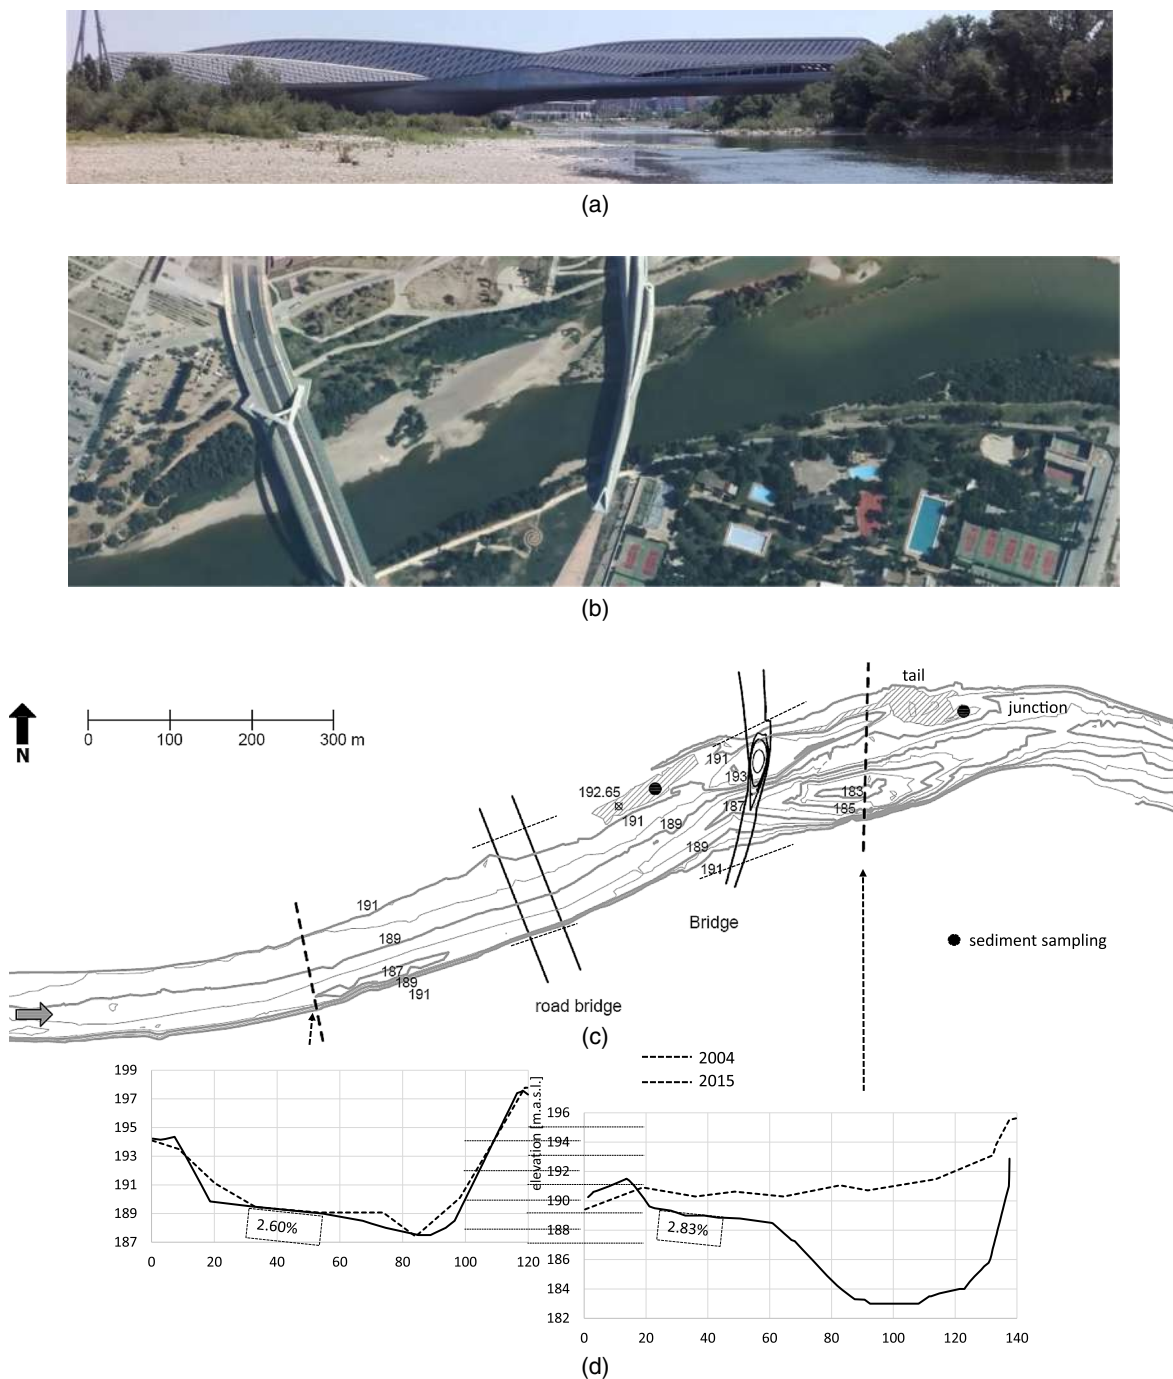 (a)
(b)
tail
junction
N
0 100 200 300 m
191
193
192.65
183
187
185
191
189
189
191
191
189
Bridge
sediment sampling
187
189
191
road bridge
(c)
2004
2015
199
197
195
193
191
189
187
2.60%
0 20 40 60 80 100 120
elevation [m.a.s.l.]
196
194
192
190
188
186
184
182
2.83%
0 20 40 60 80 100 120 140
(d)